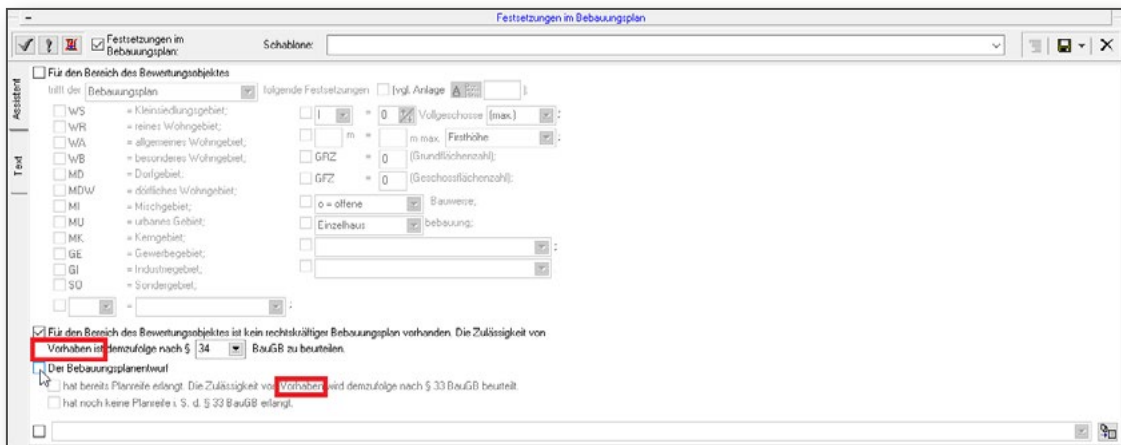 Festsetzungen im Bebauungsplan
Festsetzungen im Bebauungsplan:
Schablone:
Assistent
Text
Für den Bereich des Bewertungsobjektes
trifft der Bebauungsplan folgende Festsetzungen (vgl. Anlage A ):
WS = Kleinsiedlungsgebiet;
WR = reines Wohngebiet;
WA = allgemeines Wohngebiet;
WB = besonderes Wohngebiet;
MD = Dorfgebiet;
MDW = dörfliches Wohngebiet;
MI = Mischgebiet;
MU = urbanes Gebiet;
MK = Kerngebiet;
GE = Gewerbegebiet;
GI = Industriegebiet;
SO = Sondergebiet;
= ;
I = 0 Vollgeschosse (max.) ;
m = m max. Firsthöhe ;
GRZ = 0 (Grundflächenzahl);
GFZ = 0 (Geschossflächenzahl);
o = offene Bauweise;
Einzelhaus bebauung;
;
Für den Bereich des Bewertungsobjektes ist kein rechtskräftiger Bebauungsplan vorhanden. Die Zulässigkeit von
Vorhaben ist demzufolge nach § 34 BauGB zu beurteilen.
Der Bebauungsplanentwurf
hat bereits Planreife erlangt. Die Zulässigkeit von Vorhaben wird demzufolge nach § 33 BauGB beurteilt.
hat noch keine Planreife i. S. d. § 33 BauGB erlangt.